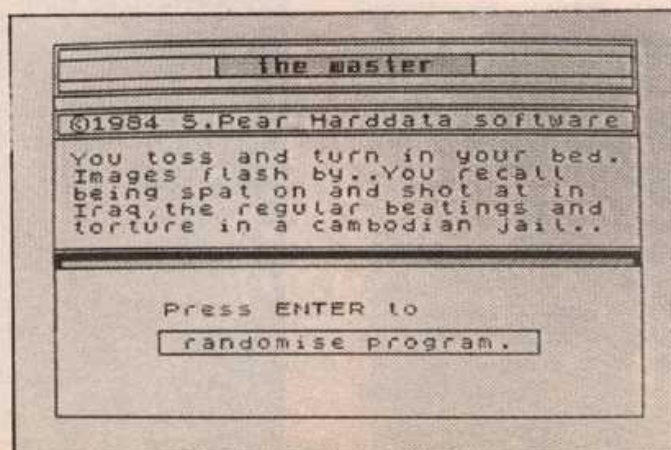 the master
©1984 S.Pear Harddata software
You toss and turn in your bed.
Images flash by..You recall
being spat on and shot at in
Iraq,the regular beatings and
torture in a cambodian jail..
Press ENTER to
randomise program.